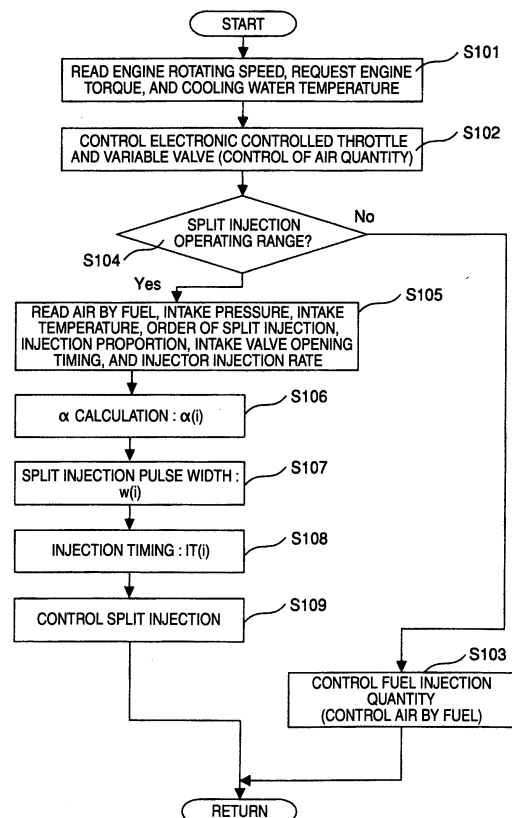 START
READ ENGINE ROTATING SPEED, REQUEST ENGINE
TORQUE, AND COOLING WATER TEMPERATURE
S101
CONTROL ELECTRONIC CONTROLLED THROTTLE
AND VARIABLE VALVE (CONTROL OF AIR QUANTITY)
S102
SPLIT INJECTION
OPERATING RANGE?
No
S104
Yes
READ AIR BY FUEL, INTAKE PRESSURE, INTAKE
TEMPERATURE, ORDER OF SPLIT INJECTION,
INJECTION PROPORTION, INTAKE VALVE OPENING
TIMING, AND INJECTOR INJECTION RATE
S105
α CALCULATION : α(i)
S106
SPLIT INJECTION PULSE WIDTH :
w(i)
S107
INJECTION TIMING : IT(i)
S108
CONTROL SPLIT INJECTION
S109
S103
CONTROL FUEL INJECTION
QUANTITY
(CONTROL AIR BY FUEL)
RETURN